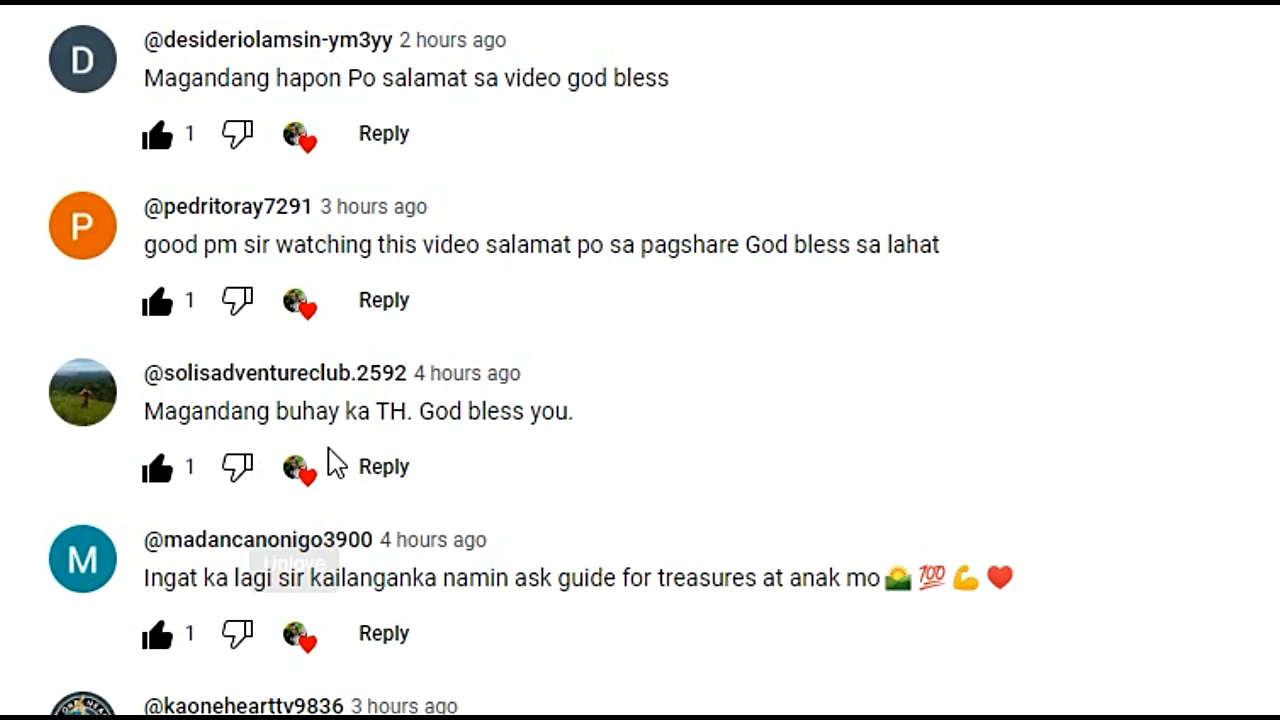 @desideriolamsin-ym3yy 2 hours ago
Magandang hapon Po salamat sa video god bless
1 Reply
@pedritoray7291 3 hours ago
good pm sir watching this video salamat po sa pagshare God bless sa lahat
1 Reply
@solisadventureclub.2592 4 hours ago
Magandang buhay ka TH. God bless you.
1 Reply
@madancanonigo3900 4 hours ago
Ingat ka lagi sir kailanganka namin ask guide for treasures at anak mo🌄💯💪❤️
1 Reply
@kaonehearttv9836 3 hours ago